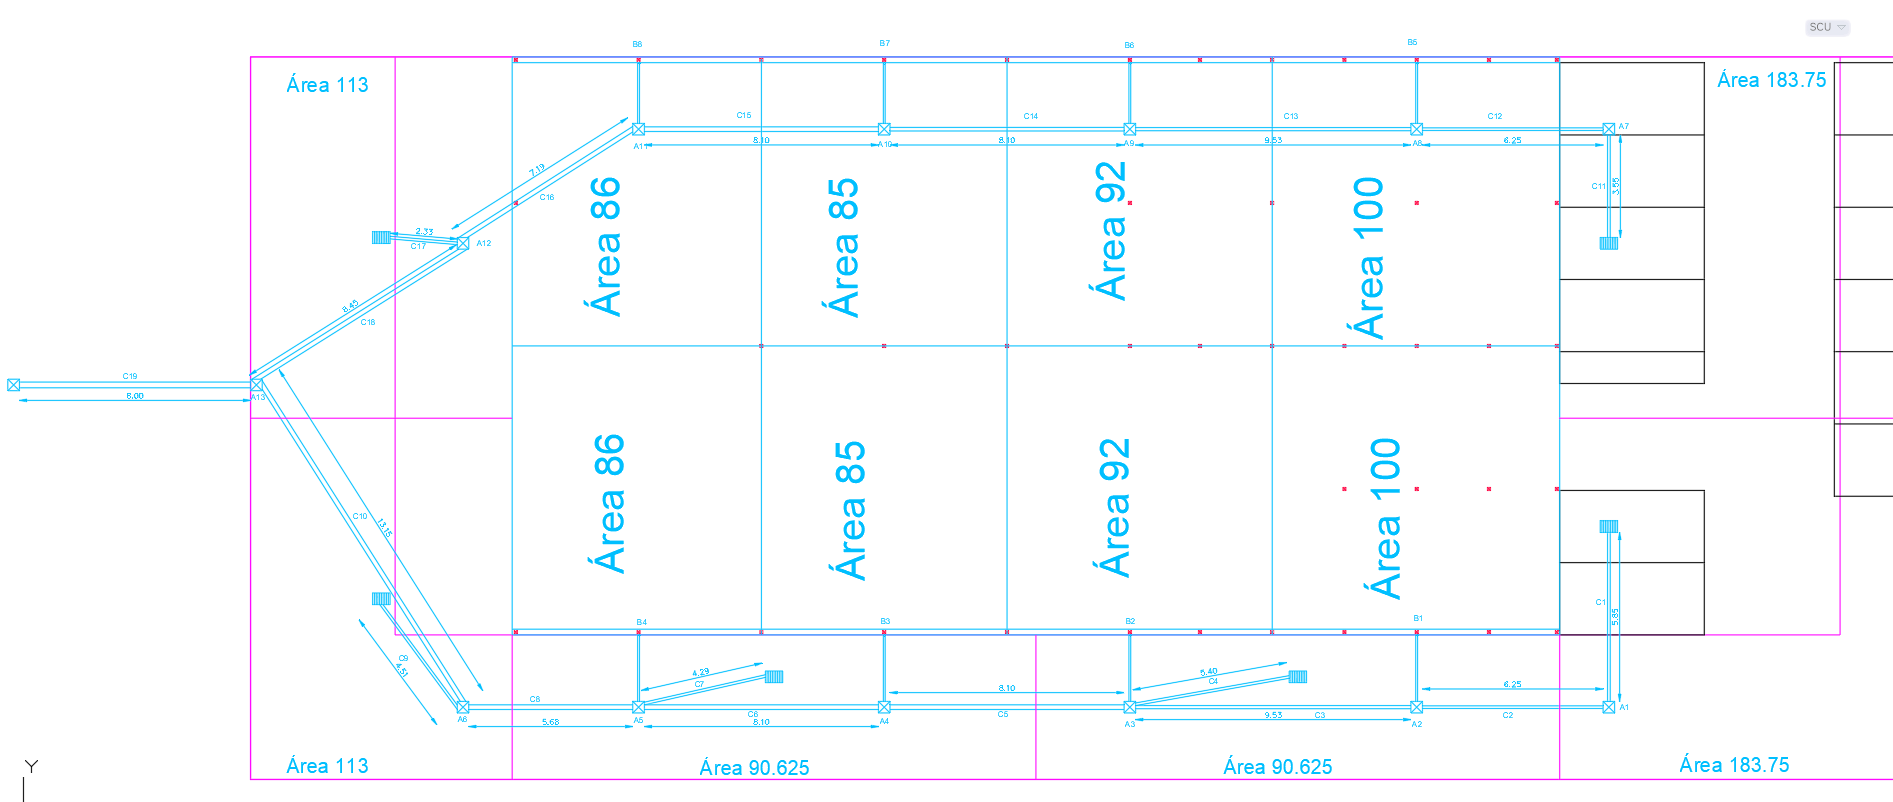 SCU
B8
B7
B6
B5
Área 113
Área 183.75
C15
C14
C13
C12
A7
A11
8.10
A10
8.10
A9
9.53
A8
6.25
7.19
C16
C11
3.55
Área 86
Área 85
Área 92
Área 100
2.33
C17
A12
8.45
C18
C19
8.00
A13
Área 86
Área 85
Área 92
Área 100
C10
13.15
C1
5.85
B4
B3
B2
B1
C9
4.51
4.29
C7
5.40
C4
C8
8.10
6.25
A6
5.68
A5
C6
8.10
A4
C5
A3
9.53
C3
A2
C2
A1
Área 113
Área 90.625
Área 90.625
Área 183.75
Y